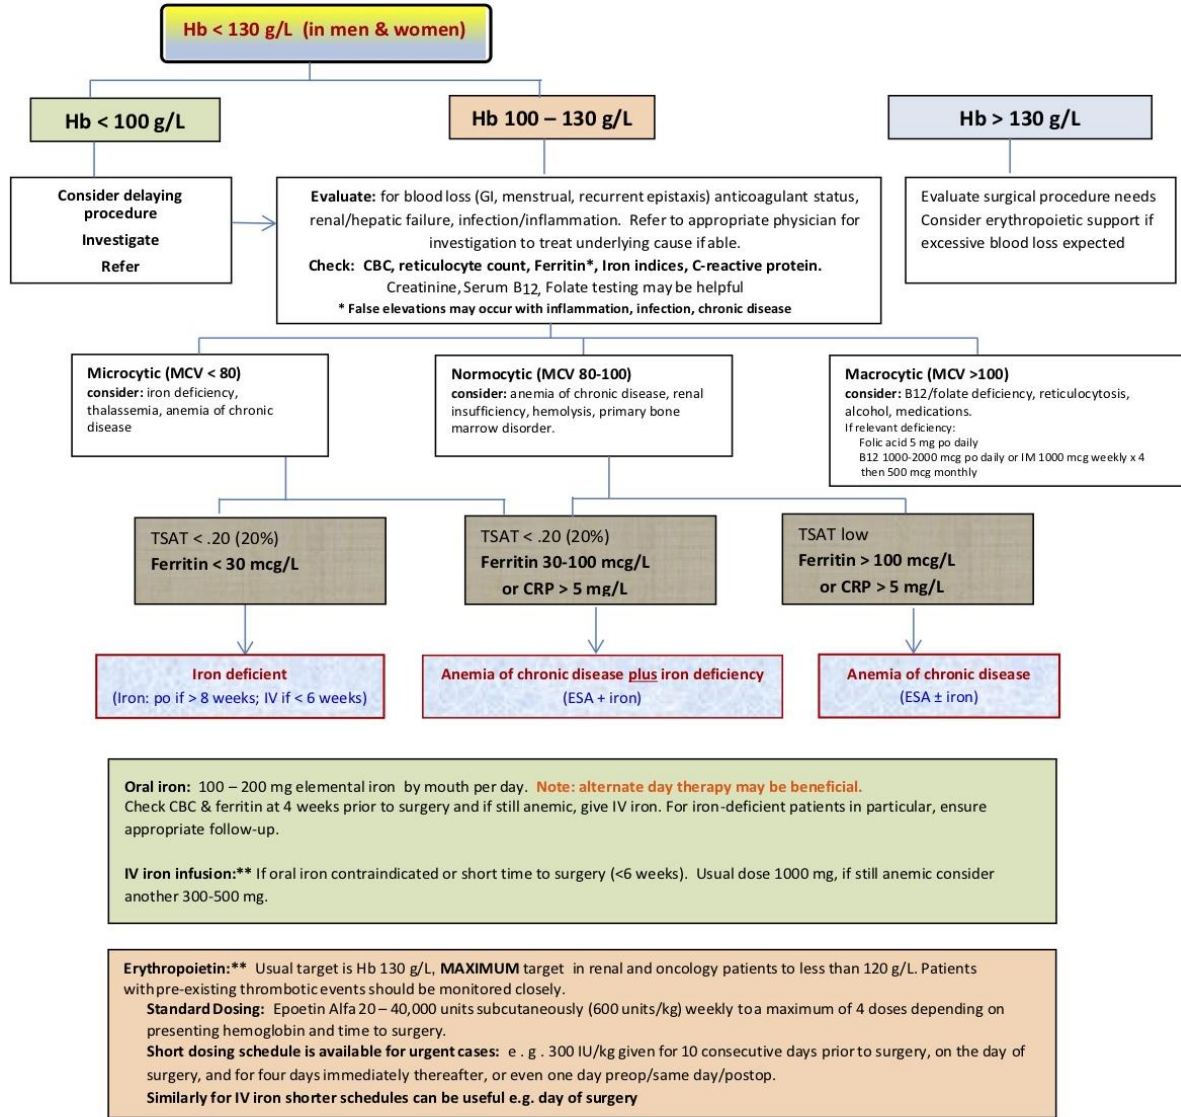 Hb < 130 g/L (in men & women)
Hb < 100 g/L
Hb 100 – 130 g/L
Hb > 130 g/L
Consider delaying
procedure
Investigate
Refer
Evaluate: for blood loss (GI, menstrual, recurrent epistaxis) anticoagulant status,
renal/hepatic failure, infection/inflammation. Refer to appropriate physician for
investigation to treat underlying cause if able.
Check: CBC, reticulocyte count, Ferritin*, Iron indices, C-reactive protein.
Creatinine, Serum B12, Folate testing may be helpful
* False elevations may occur with inflammation, infection, chronic disease
Evaluate surgical procedure needs
Consider erythropoietic support if
excessive blood loss expected
Microcytic (MCV < 80)
consider: iron deficiency,
thalassemia, anemia of chronic
disease
Normocytic (MCV 80-100)
consider: anemia of chronic disease, renal
insufficiency, hemolysis, primary bone
marrow disorder.
Macrocytic (MCV >100)
consider: B12/folate deficiency, reticulocytosis,
alcohol, medications.
If relevant deficiency:
Folic acid 5 mg po daily
B12 1000-2000 mcg po daily or IM 1000 mcg weekly x 4
then 500 mcg monthly
TSAT < .20 (20%)
Ferritin < 30 mcg/L
TSAT < .20 (20%)
Ferritin 30-100 mcg/L
or CRP > 5 mg/L
TSAT low
Ferritin > 100 mcg/L
or CRP > 5 mg/L
Iron deficient
(Iron: po if > 8 weeks; IV if < 6 weeks)
Anemia of chronic disease plus iron deficiency
(ESA + iron)
Anemia of chronic disease
(ESA ± iron)
Oral iron: 100 – 200 mg elemental iron by mouth per day. Note: alternate day therapy may be beneficial.
Check CBC & ferritin at 4 weeks prior to surgery and if still anemic, give IV iron. For iron-deficient patients in particular, ensure
appropriate follow-up.
IV iron infusion:** If oral iron contraindicated or short time to surgery (<6 weeks). Usual dose 1000 mg, if still anemic consider
another 300-500 mg.
Erythropoietin:** Usual target is Hb 130 g/L, MAXIMUM target in renal and oncology patients to less than 120 g/L. Patients
with pre-existing thrombotic events should be monitored closely.
Standard Dosing: Epoetin Alfa 20 – 40,000 units subcutaneously (600 units/kg) weekly to a maximum of 4 doses depending on
presenting hemoglobin and time to surgery.
Short dosing schedule is available for urgent cases: e . g . 300 IU/kg given for 10 consecutive days prior to surgery, on the day of
surgery, and for four days immediately thereafter, or even one day preop/same day/postop.
Similarly for IV iron shorter schedules can be useful e.g. day of surgery